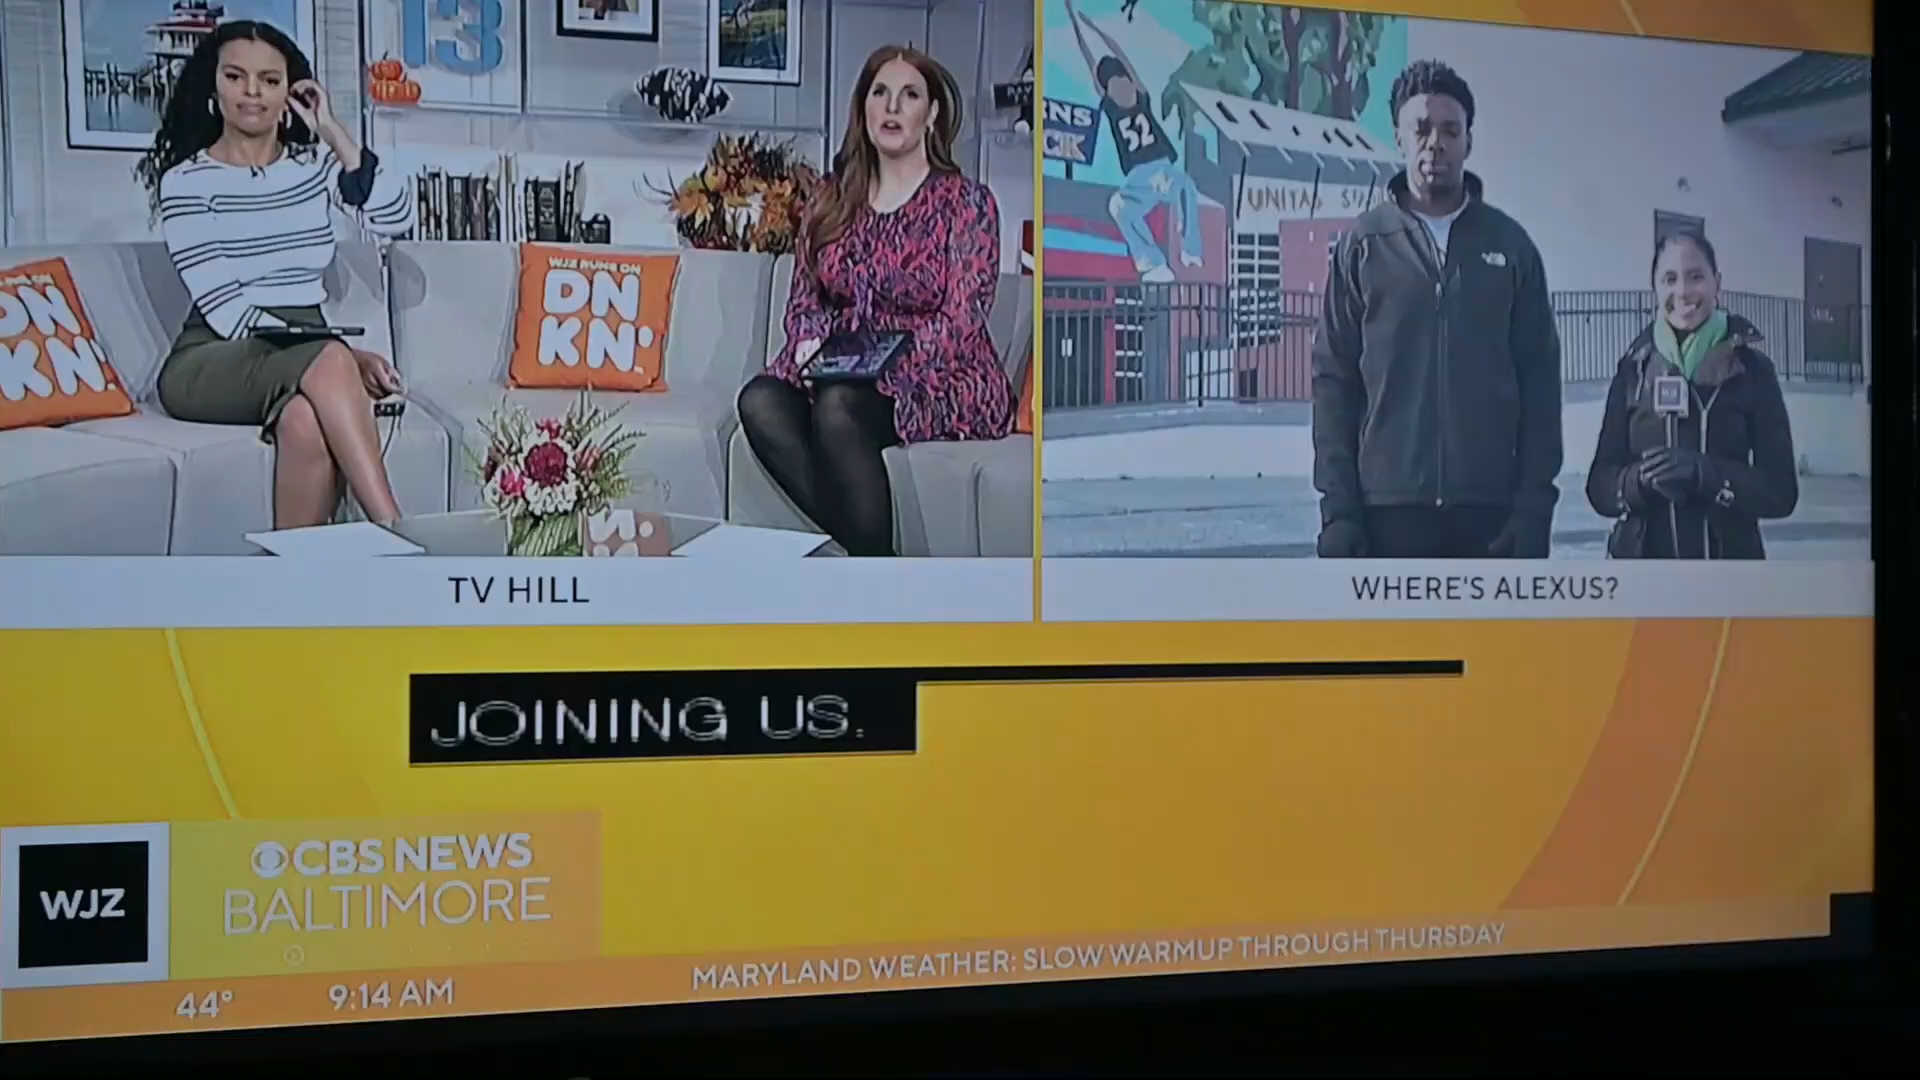 13
DN
KN'
WJZ RUNS ON
DN
KN'
NS
CK
52
UNITAS
TV HILL
WHERE'S ALEXUS?
JOINING US.
WJZ
CBS NEWS
BALTIMORE
44°
9:14 AM
MARYLAND WEATHER: SLOW WARMUP THROUGH THURSDAY